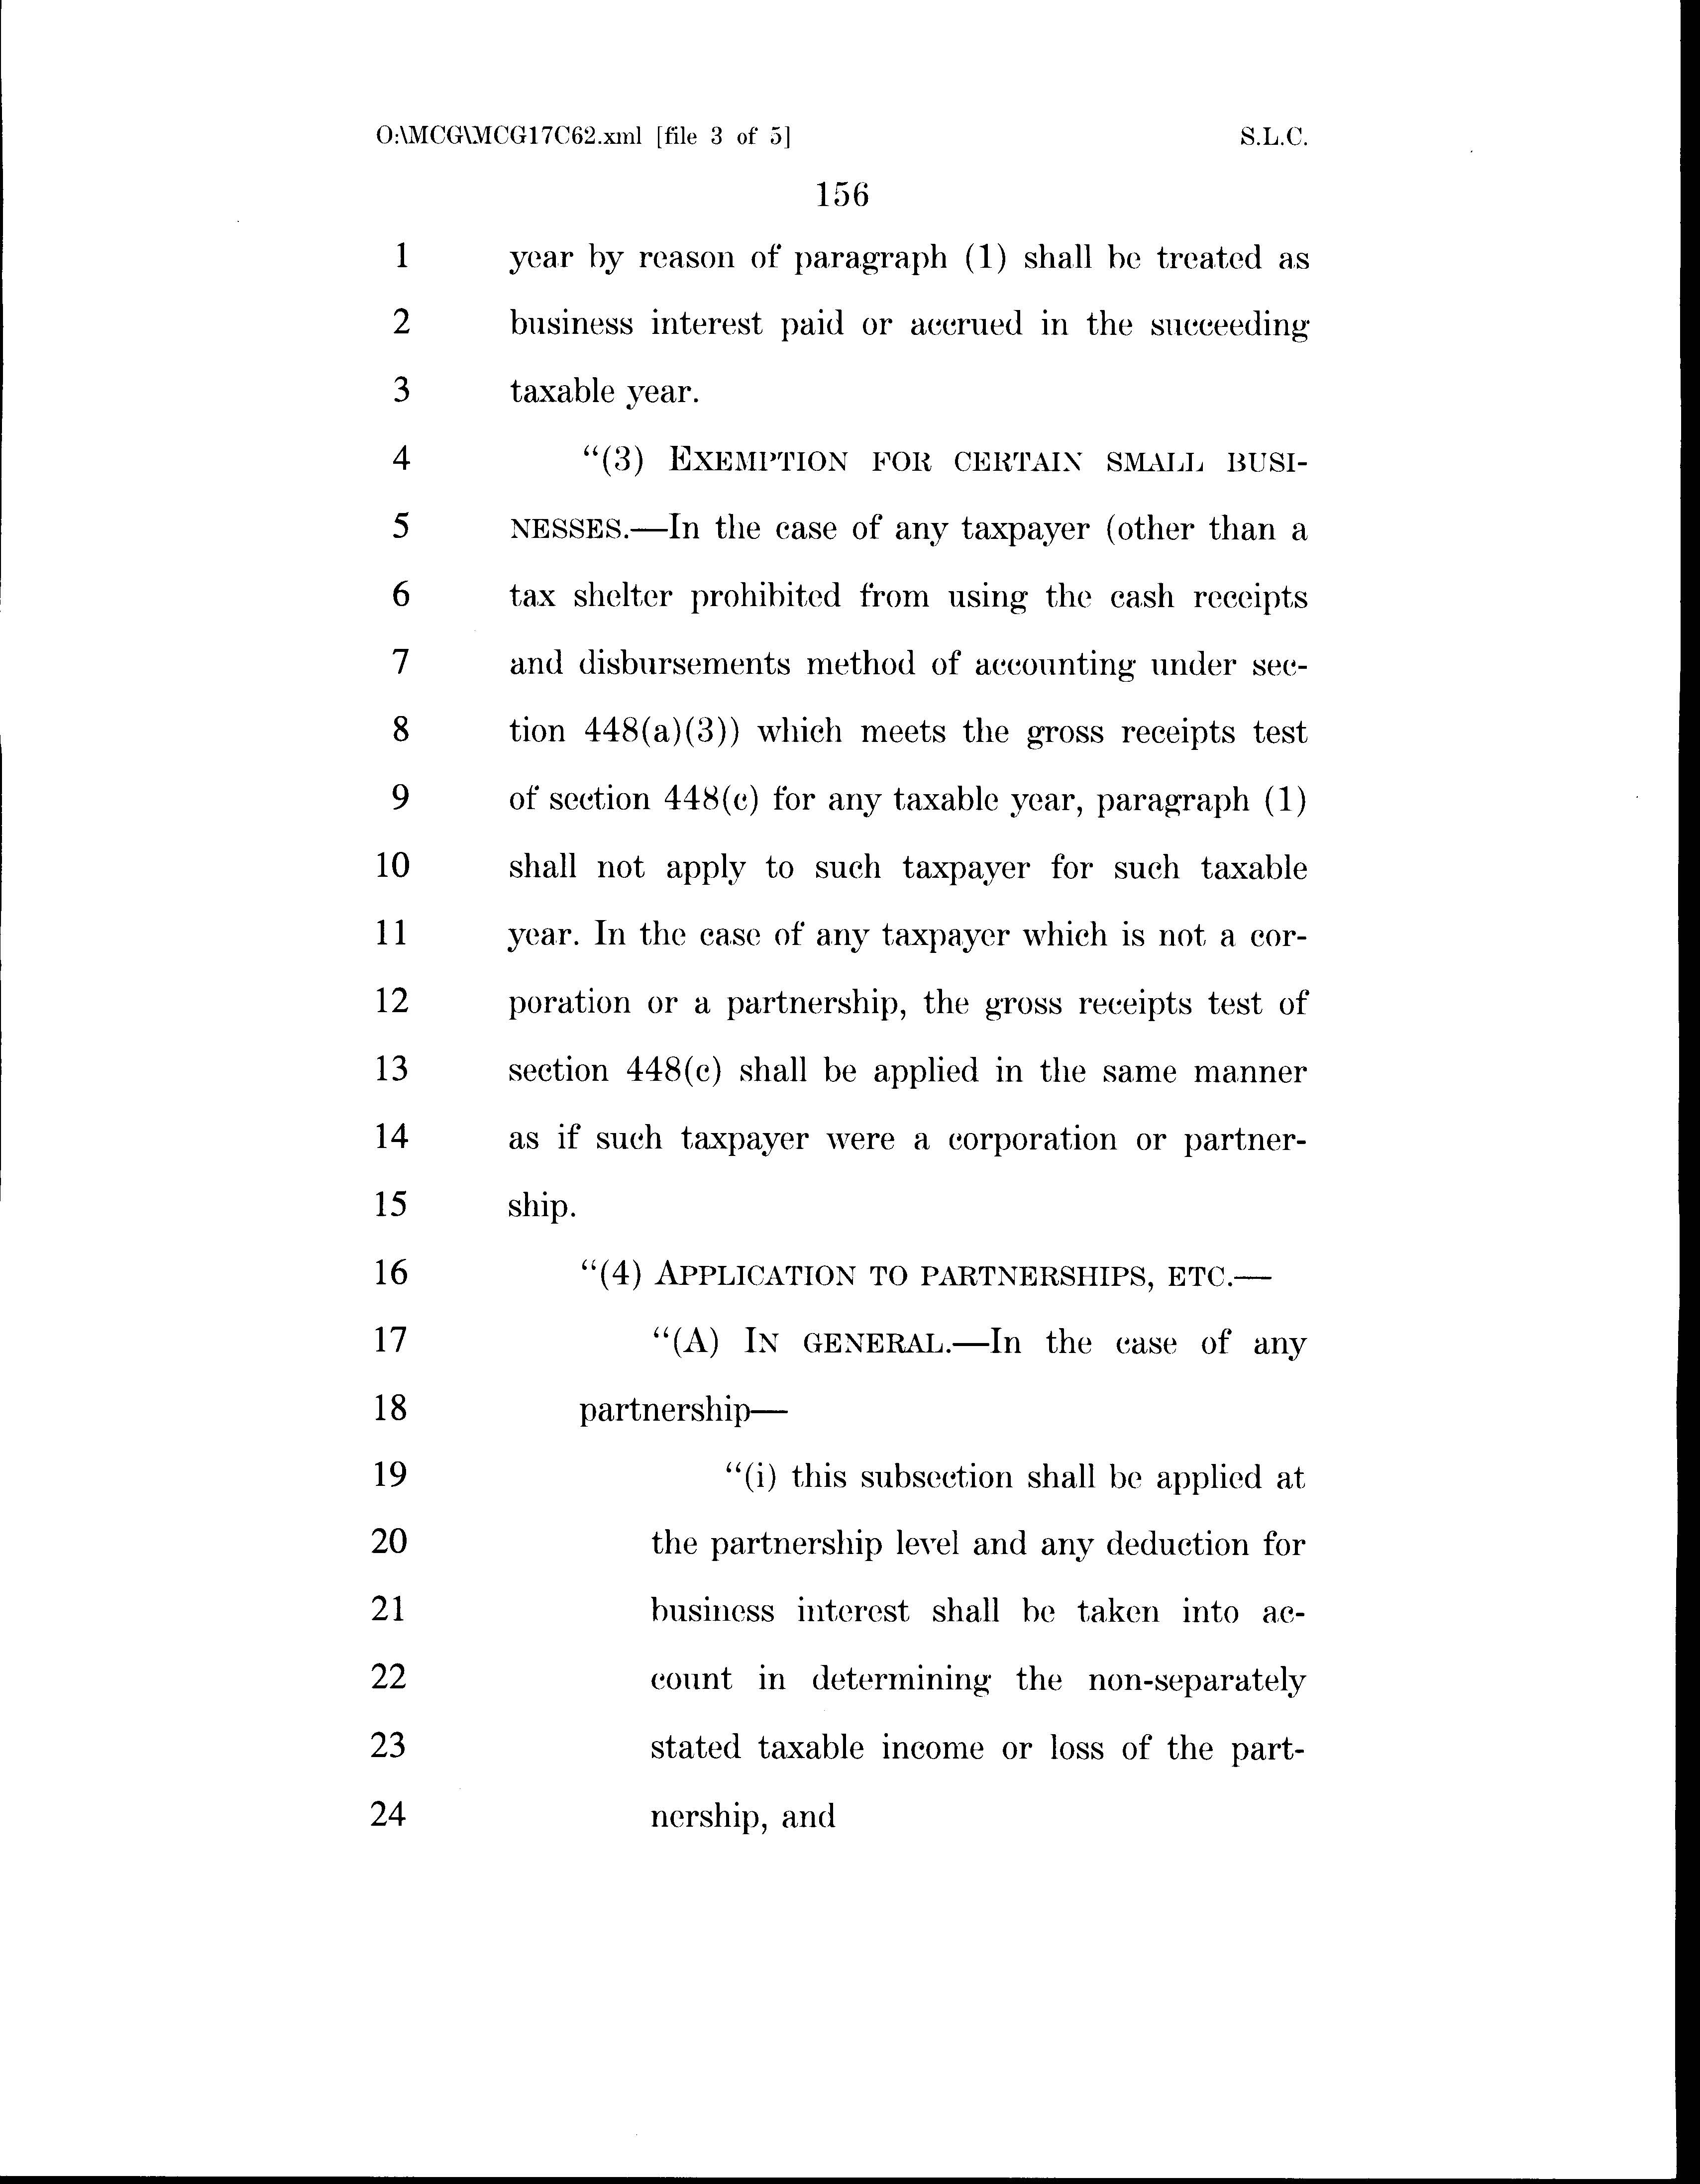 O:\MCG\MCG17C62.xml [file 3 of 5] S.L.C.
156
1 year by reason of paragraph (1) shall be treated as
2 business interest paid or accrued in the succeeding
3 taxable year.
4 “(3) EXEMPTION FOR CERTAIN SMALL BUSI-
5 NESSES.—In the case of any taxpayer (other than a
6 tax shelter prohibited from using the cash receipts
7 and disbursements method of accounting under sec-
8 tion 448(a)(3)) which meets the gross receipts test
9 of section 448(c) for any taxable year, paragraph (1)
10 shall not apply to such taxpayer for such taxable
11 year. In the case of any taxpayer which is not a cor-
12 poration or a partnership, the gross receipts test of
13 section 448(c) shall be applied in the same manner
14 as if such taxpayer were a corporation or partner-
15 ship.
16 “(4) APPLICATION TO PARTNERSHIPS, ETC.—
17 “(A) IN GENERAL.—In the case of any
18 partnership—
19 “(i) this subsection shall be applied at
20 the partnership level and any deduction for
21 business interest shall be taken into ac-
22 count in determining the non-separately
23 stated taxable income or loss of the part-
24 nership, and